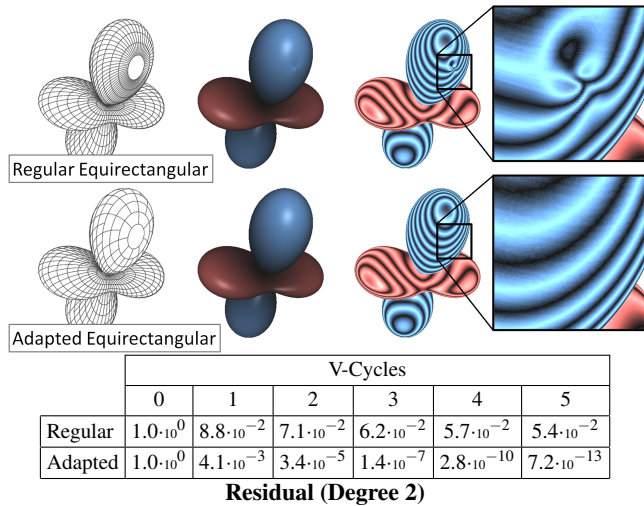 Regular Equirectangular
Adapted Equirectangular
V-Cycles
0 1 2 3 4 5
Regular 1.0·10^0 8.8·10^−2 7.1·10^−2 6.2·10^−2 5.7·10^−2 5.4·10^−2
Adapted 1.0·10^0 4.1·10^−3 3.4·10^−5 1.4·10^−7 2.8·10^−10 7.2·10^−13
Residual (Degree 2)